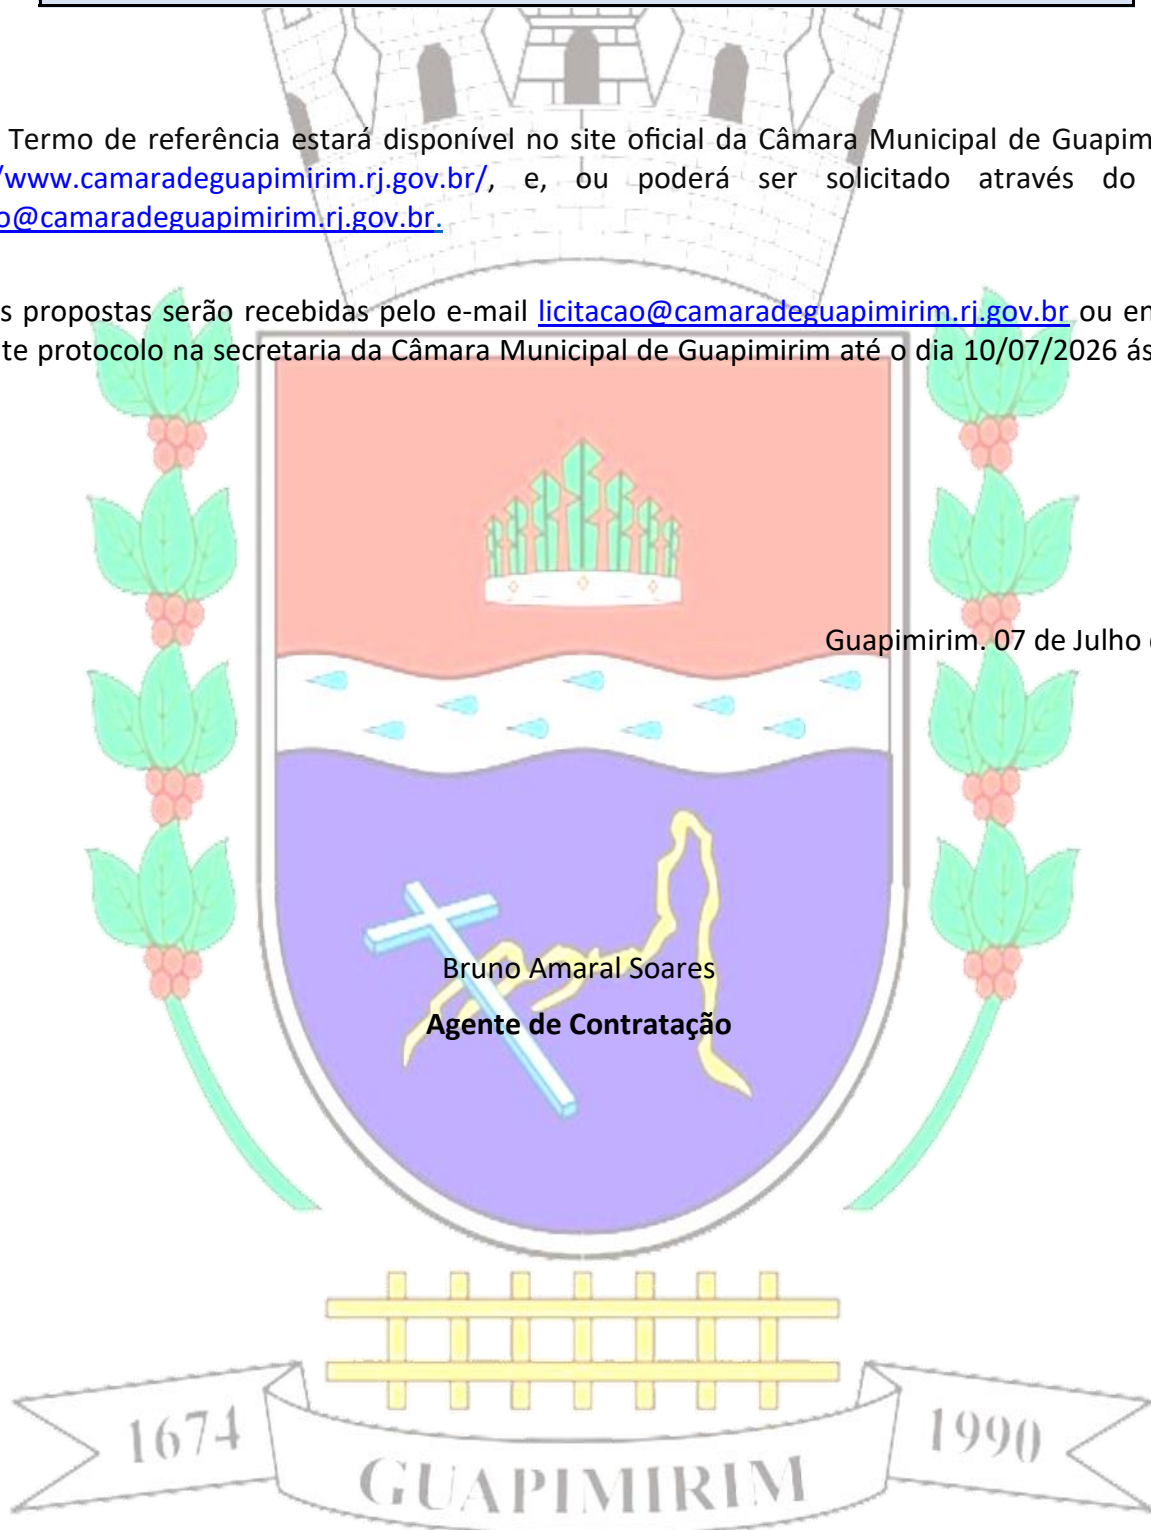 Termo de referência estará disponível no site oficial da Câmara Municipal de Guapim
/www.camaradeguapimirim.rj.gov.br/, e, ou poderá ser solicitado através do
o@camaradeguapimirim.rj.gov.br.
s propostas serão recebidas pelo e-mail licitacao@camaradeguapimirim.rj.gov.br ou en
te protocolo na secretaria da Câmara Municipal de Guapimirim até o dia 10/07/2026 ás
Guapimirim. 07 de Julho
Bruno Amaral Soares
Agente de Contratação
1674
GUAPIMIRIM
1990